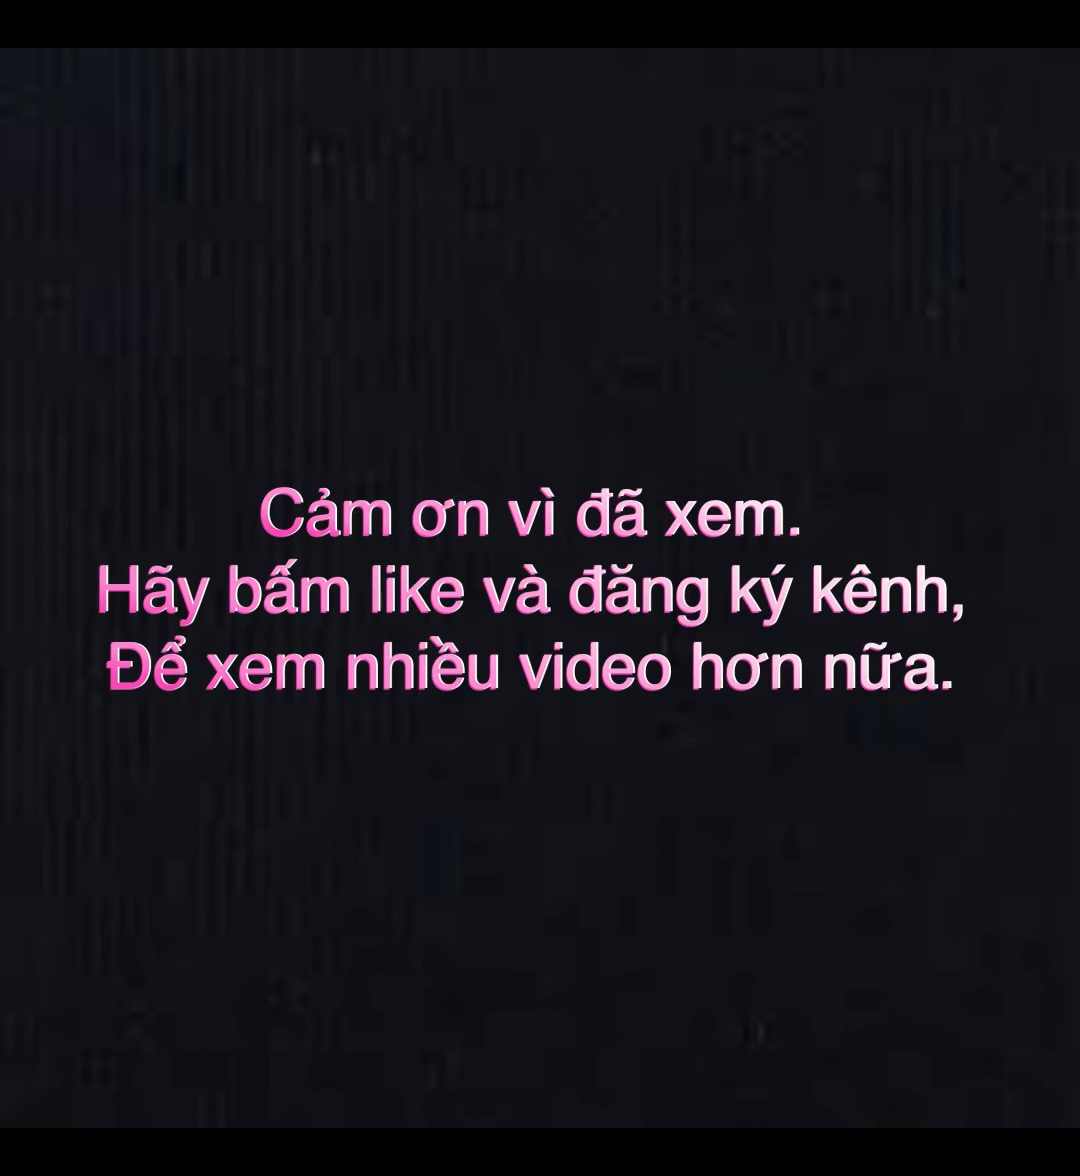 Cảm ơn vì đã xem.
Hãy bấm like và đăng ký kênh,
Để xem nhiều video hơn nữa.